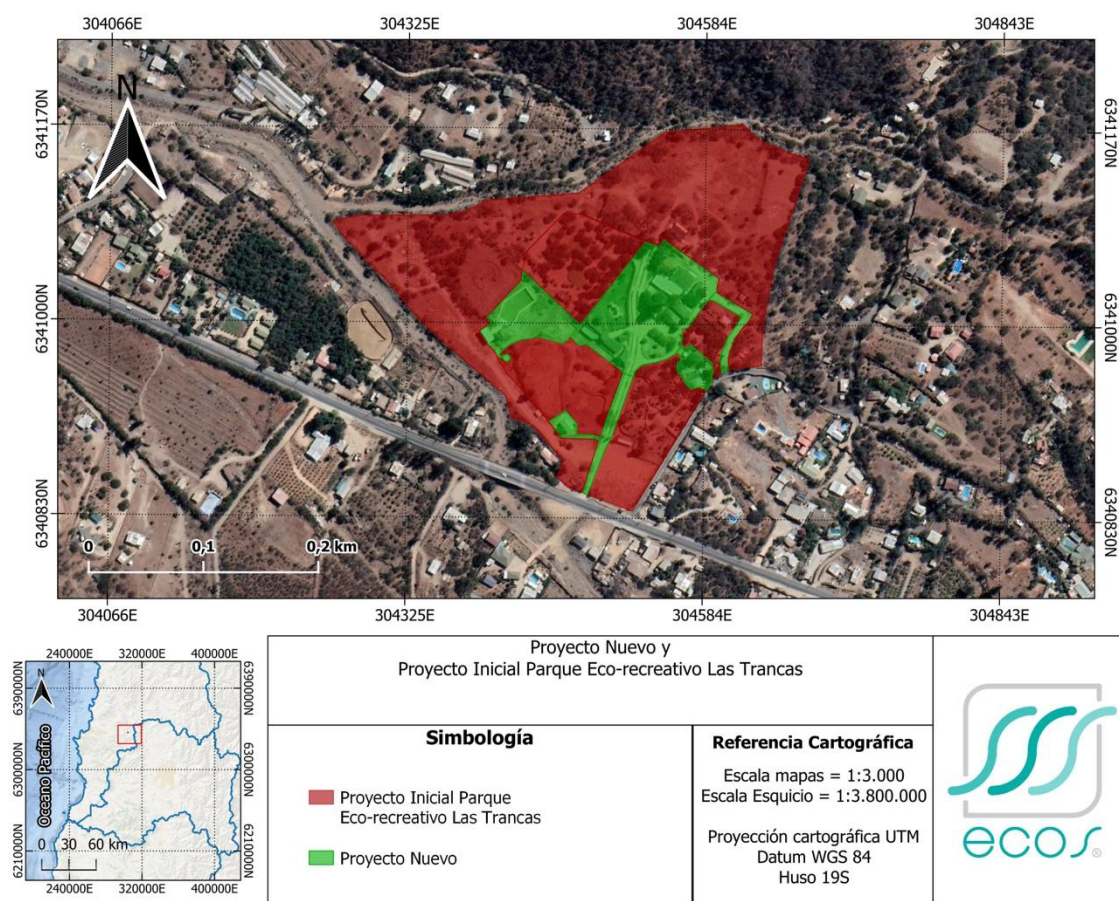 304066E
304325E
304584E
304843E
N
6341170N
6341170N
6341000N
6341000N
6340830N
6340830N
0
0,1
0,2 km
304066E
304325E
304584E
304843E
240000E
3200000E
400000E
N
6390000N
6390000N
Oceano Pacífico
6300000N
6300000N
0 30 60 km
6210000N
6210000N
240000E
3200000E
400000E
Proyecto Nuevo y
Proyecto Inicial Parque Eco-recreativo Las Trancas
Simbología
Proyecto Inicial Parque
Eco-recreativo Las Trancas
Proyecto Nuevo
Referencia Cartográfica
Escala mapas = 1:3.000
Escala Esquicio = 1:3.800.000
Proyección cartográfica UTM
Datum WGS 84
Huso 19S
ecos®